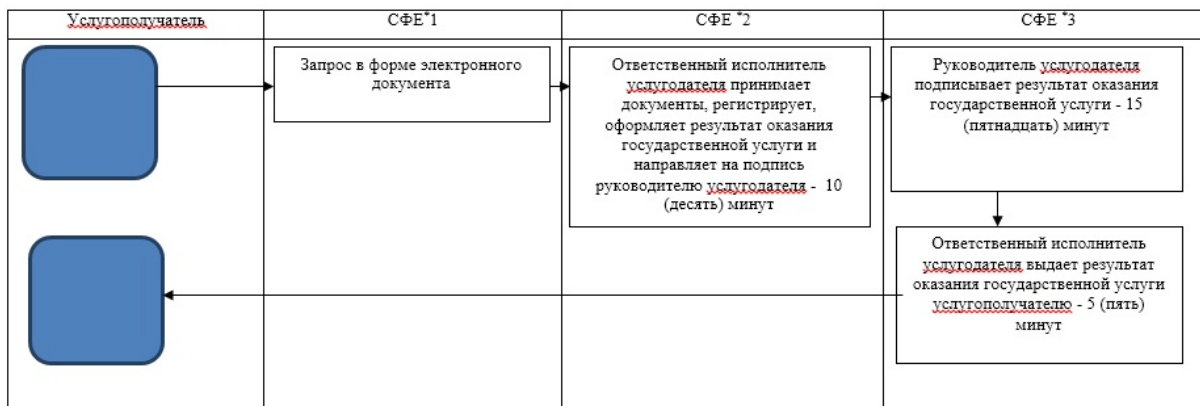 Услугополучатель
СФЕ*1
СФЕ *2
СФЕ *3
Запрос в форме электронного
документа
Ответственный исполнитель
услугодателя принимает
документы, регистрирует,
оформляет результат оказания
государственной услуги и
направляет на подпись
руководителю услугодателя - 10
(десять) минут
Руководитель услугодателя
подписывает результат оказания
государственной услуги - 15
(пятнадцать) минут
Ответственный исполнитель
услугодателя выдает результат
оказания государственной услуги
услугополучателю - 5 (пять)
минут